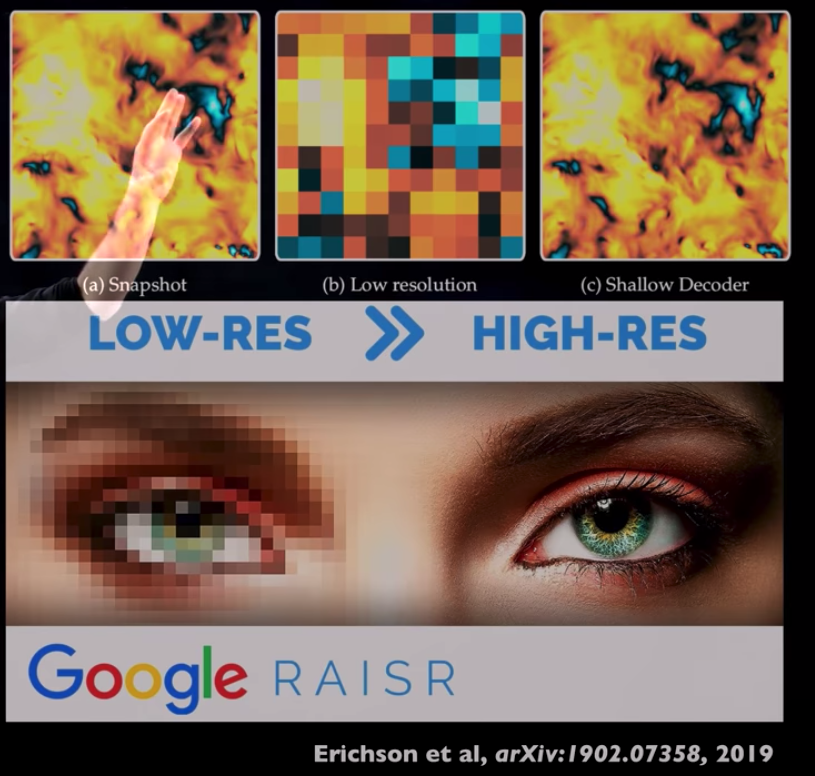 (a) Snapshot (b) Low resolution (c) Shallow Decoder
LOW-RES >> HIGH-RES
Google RAISR
Erichson et al, arXiv:1902.07358, 2019